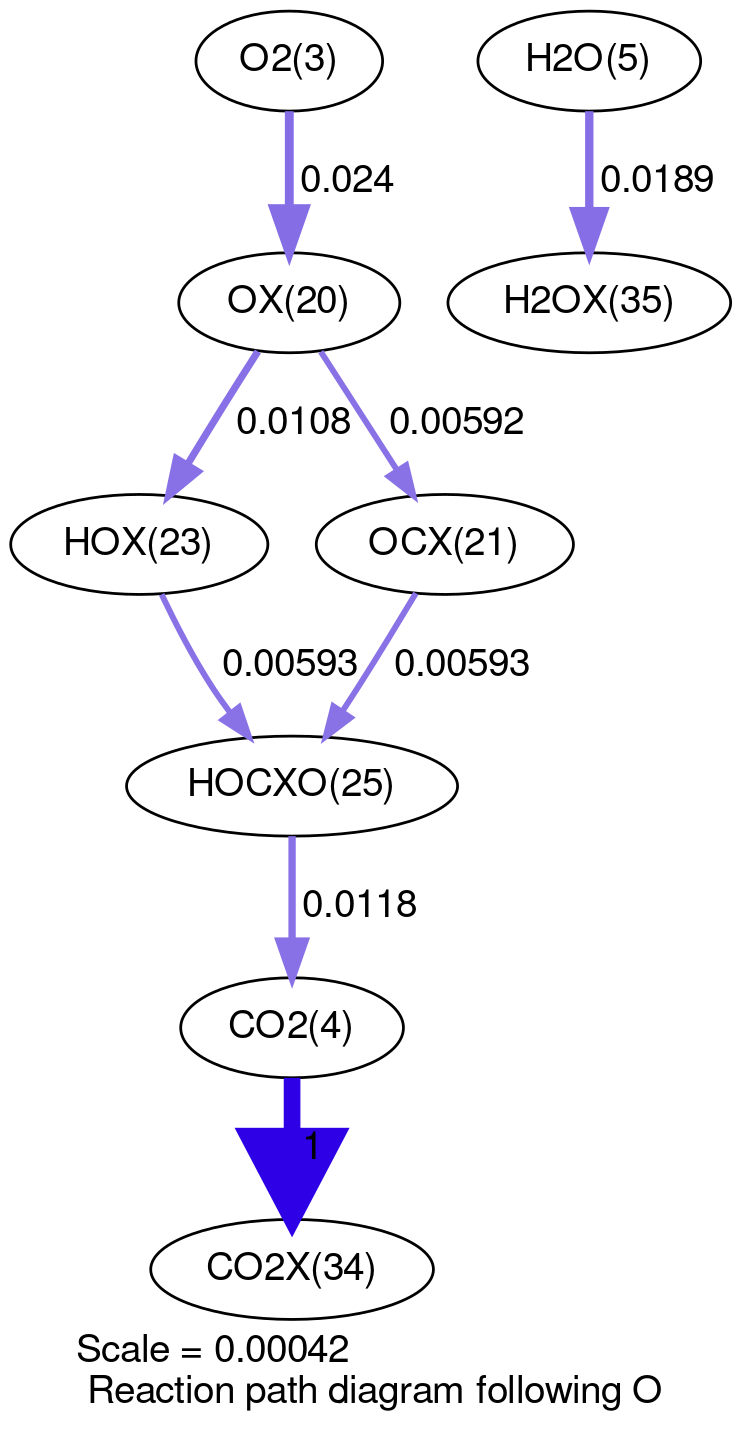 O2(3)
H2O(5)
0.024
0.0189
OX(20)
H2OX(35)
0.0108
0.00592
HOX(23)
OCX(21)
0.00593
0.00593
HOCXO(25)
0.0118
CO2(4)
1
CO2X(34)
Scale = 0.00042
Reaction path diagram following O